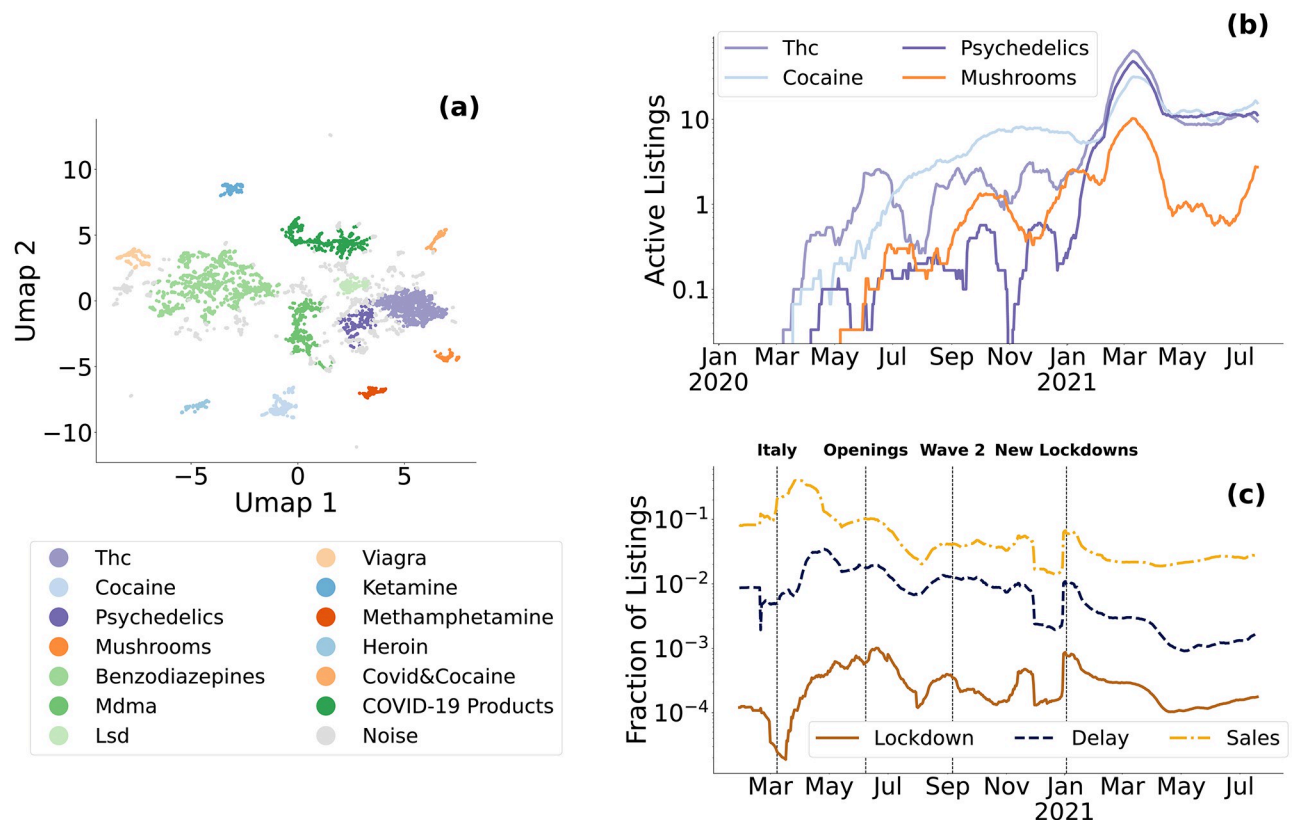 (a)
Umap 2
10
5
0
−5
−10
−5 0 5
Umap 1
Thc
Cocaine
Psychedelics
Mushrooms
Benzodiazepines
Mdma
Lsd
Viagra
Ketamine
Methamphetamine
Heroin
Covid&Cocaine
COVID-19 Products
Noise
(b)
Thc
Cocaine
Psychedelics
Mushrooms
Active Listings
10
1
0.1
Jan Mar May Jul Sep Nov Jan Mar May Jul
2020 2021
Italy Openings Wave 2 New Lockdowns
(c)
Fraction of Listings
10−1
10−2
10−3
10−4
Lockdown Delay Sales
Mar May Jul Sep Nov Jan Mar May Jul
2021